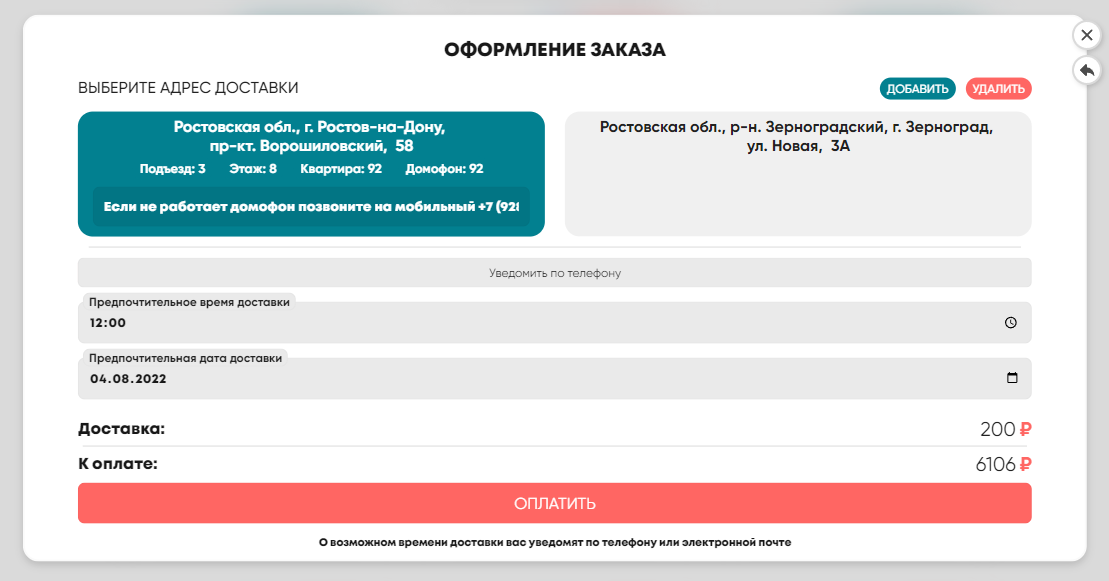 ОФОРМЛЕНИЕ ЗАКАЗА
ВЫБЕРИТЕ АДРЕС ДОСТАВКИ
ДОБАВИТЬ
УДАЛИТЬ
Ростовская обл., г. Ростов-на-Дону,
пр-кт. Ворошиловский, 58
Подъезд: 3 Этаж: 8 Квартира: 92 Домофон: 92
Если не работает домофон позвоните на мобильный +7 (928
Ростовская обл., р-н. Зерноградский, г. Зерноград,
ул. Новая, 3А
Уведомить по телефону
Предпочтительное время доставки
12:00
Предпочтительная дата доставки
04.08.2022
Доставка: 200 ₽
К оплате: 6106 ₽
ОПЛАТИТЬ
О возможном времени доставки вас уведомят по телефону или электронной почте